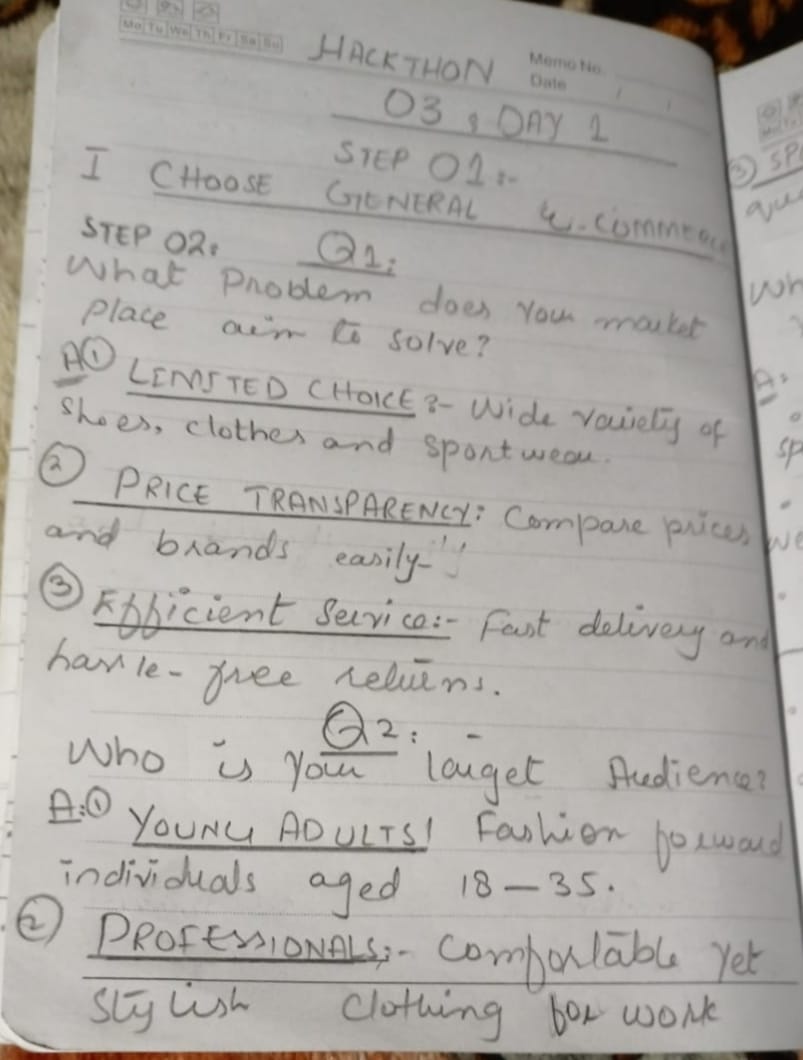 Mo Tu We Th Fr Sa Su
Memo No.
Date / /
HACKTHON
03, DAY 1
STEP 01:-
I CHOOSE GENERAL E-Commerce
STEP 02: Q1:
What Problem does your market
place aim to solve?
A① LIMITED CHOICE:- Wide variety of
shoes, clothes and sportwear.
② PRICE TRANSPARENCY: Compare prices
and brands easily-
③ Efficient Service:- Fast delivery and
hassle-free returns.
Q2: -
Who is your target Audience?
A:① YOUNG ADULTS! Fashion forward
individuals aged 18-35.
② PROFESSIONALS:- Comfortable yet
stylish clothing for work
③ SP
Wh
A:
sp
we